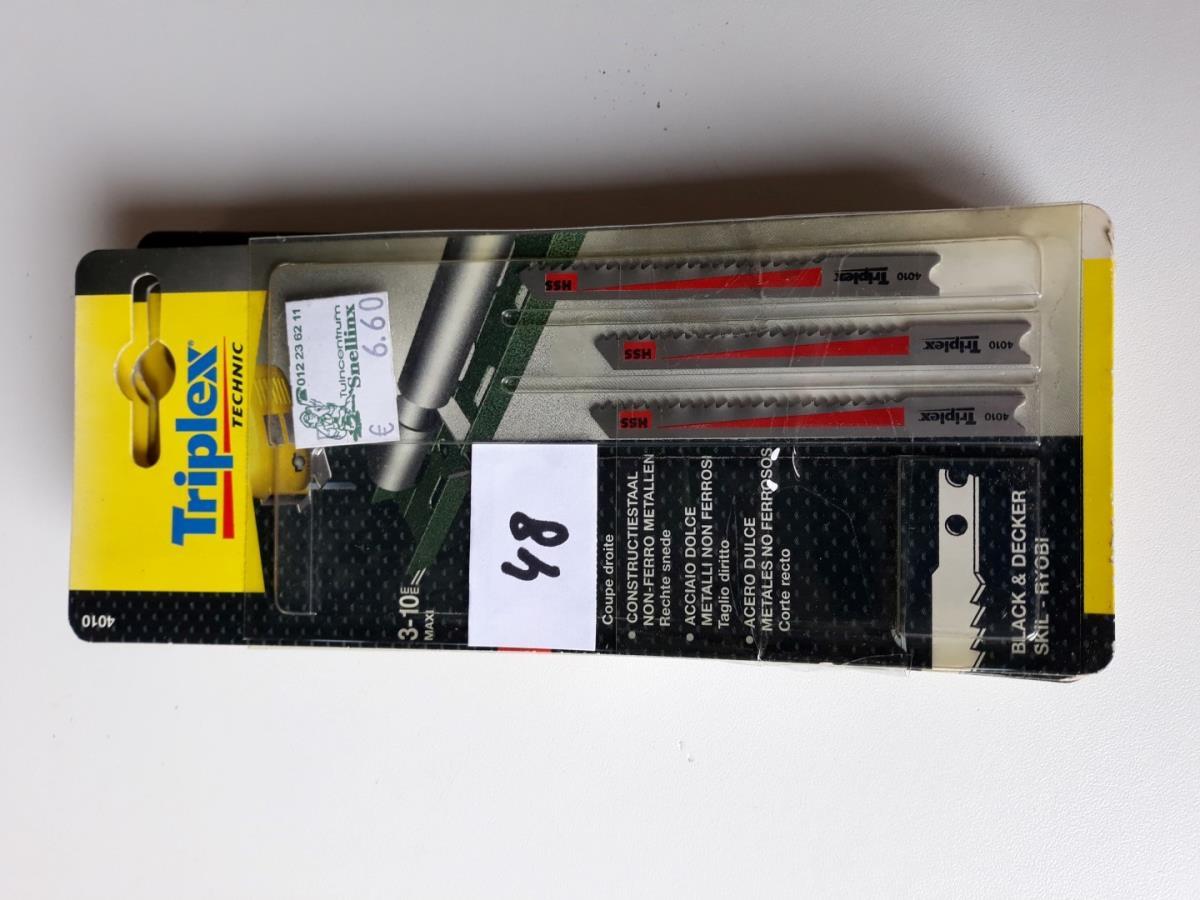 4010
Triplex
TECHNIC
☎012 23 62 11
Tuincentrum
Snellinx
€ 6.60
HSS
Triplex
4010
HSS
Triplex
4010
HSS
Triplex
4010
3-10
MAXI
48
Coupe droite
• CONSTRUCTIESTAAL
NON-FERRO METALLEN
Rechte snede
• ACCIAIO DOLCE
METALLI NON FERROSI
Taglio diritto
• ACERO DULCE
METALES NO FERROSOS
Corte recto
BLACK & DECKER
SKIL - RYOBI